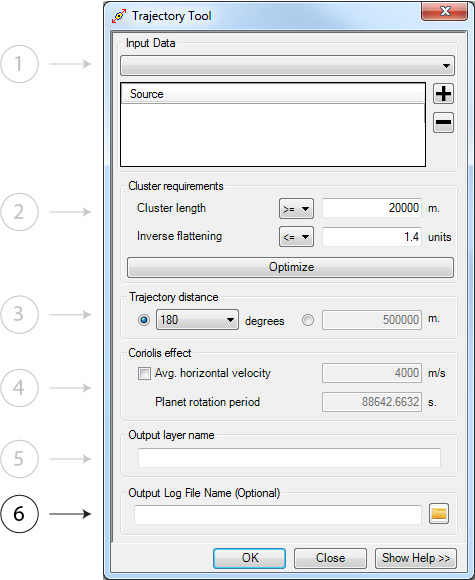 Trajectory Tool
1
Input Data
Source
2
Cluster requirements
Cluster length >= 20000 m.
Inverse flattening <= 1.4 units
Optimize
3
Trajectory distance
180 degrees 500000 m.
4
Coriolis effect
Avg. horizontal velocity 4000 m/s
Planet rotation period 88642.6632 s.
5
Output layer name
6
Output Log File Name (Optional)
OK Close Show Help >>